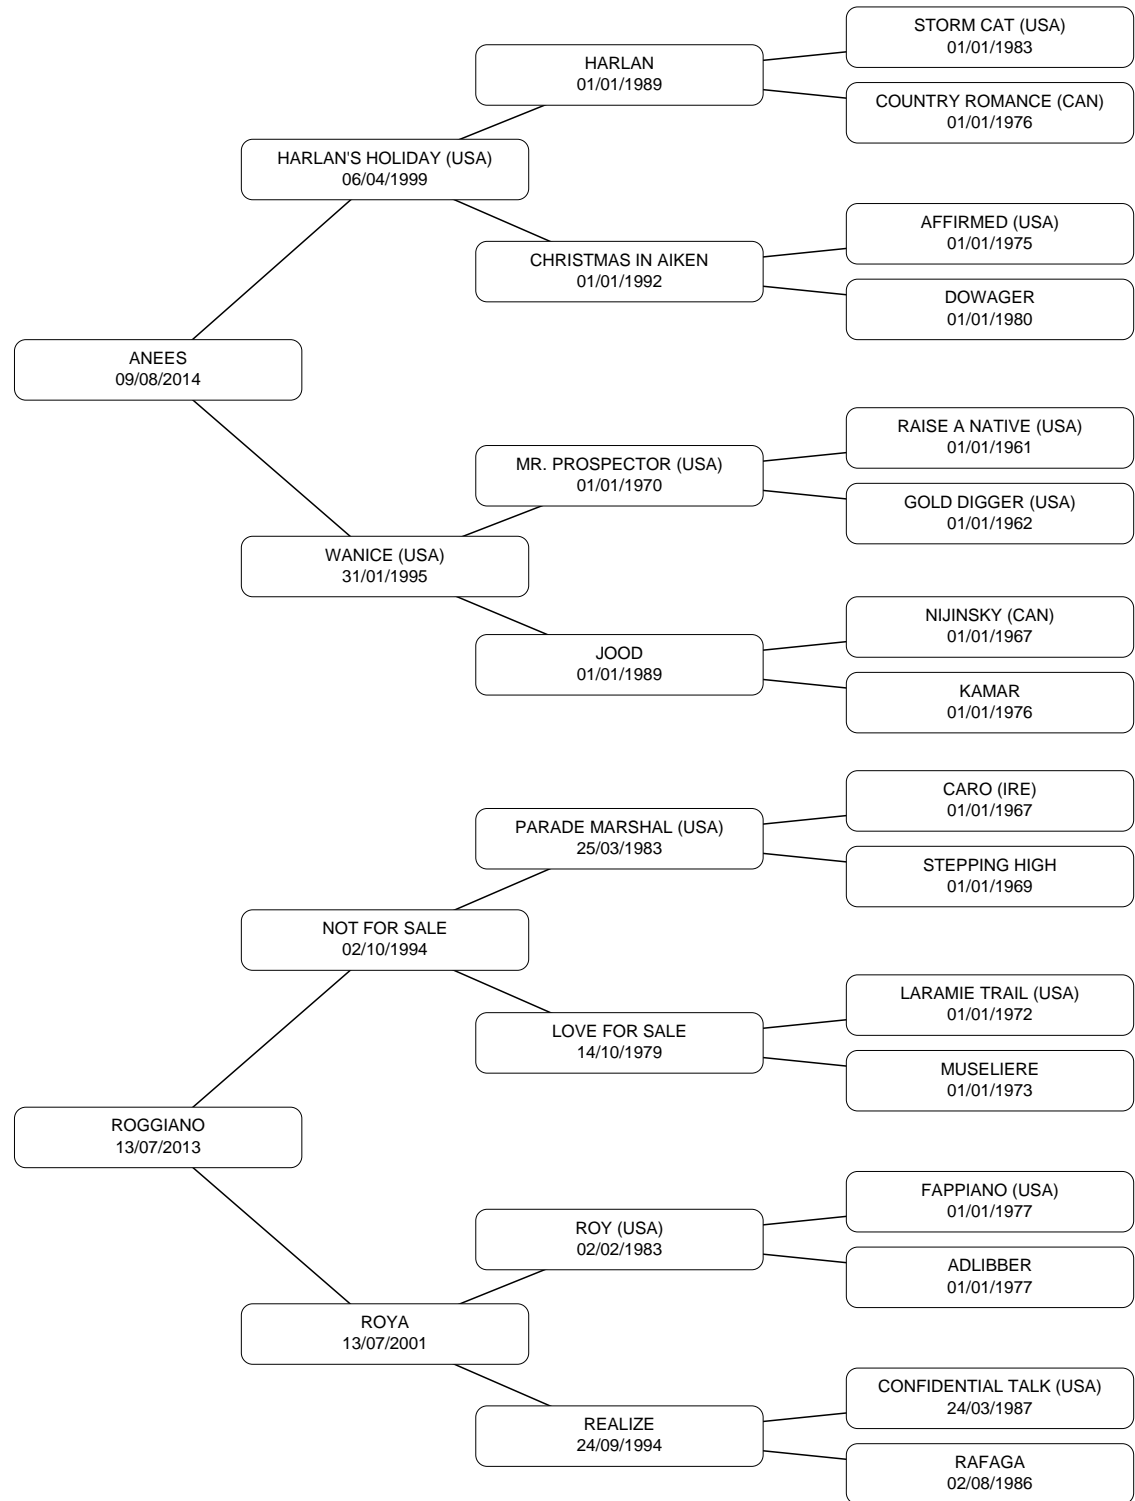 STORM CAT (USA)
01/01/1983
HARLAN
01/01/1989
COUNTRY ROMANCE (CAN)
01/01/1976
HARLAN'S HOLIDAY (USA)
06/04/1999
AFFIRMED (USA)
01/01/1975
CHRISTMAS IN AIKEN
01/01/1992
DOWAGER
01/01/1980
ANEES
09/08/2014
RAISE A NATIVE (USA)
01/01/1961
MR. PROSPECTOR (USA)
01/01/1970
GOLD DIGGER (USA)
01/01/1962
WANICE (USA)
31/01/1995
NIJINSKY (CAN)
01/01/1967
JOOD
01/01/1989
KAMAR
01/01/1976
CARO (IRE)
01/01/1967
PARADE MARSHAL (USA)
25/03/1983
STEPPING HIGH
01/01/1969
NOT FOR SALE
02/10/1994
LARAMIE TRAIL (USA)
01/01/1972
LOVE FOR SALE
14/10/1979
MUSELIERE
01/01/1973
ROGGIANO
13/07/2013
FAPPIANO (USA)
01/01/1977
ROY (USA)
02/02/1983
ADLIBBER
01/01/1977
ROYA
13/07/2001
CONFIDENTIAL TALK (USA)
24/03/1987
REALIZE
24/09/1994
RAFAGA
02/08/1986